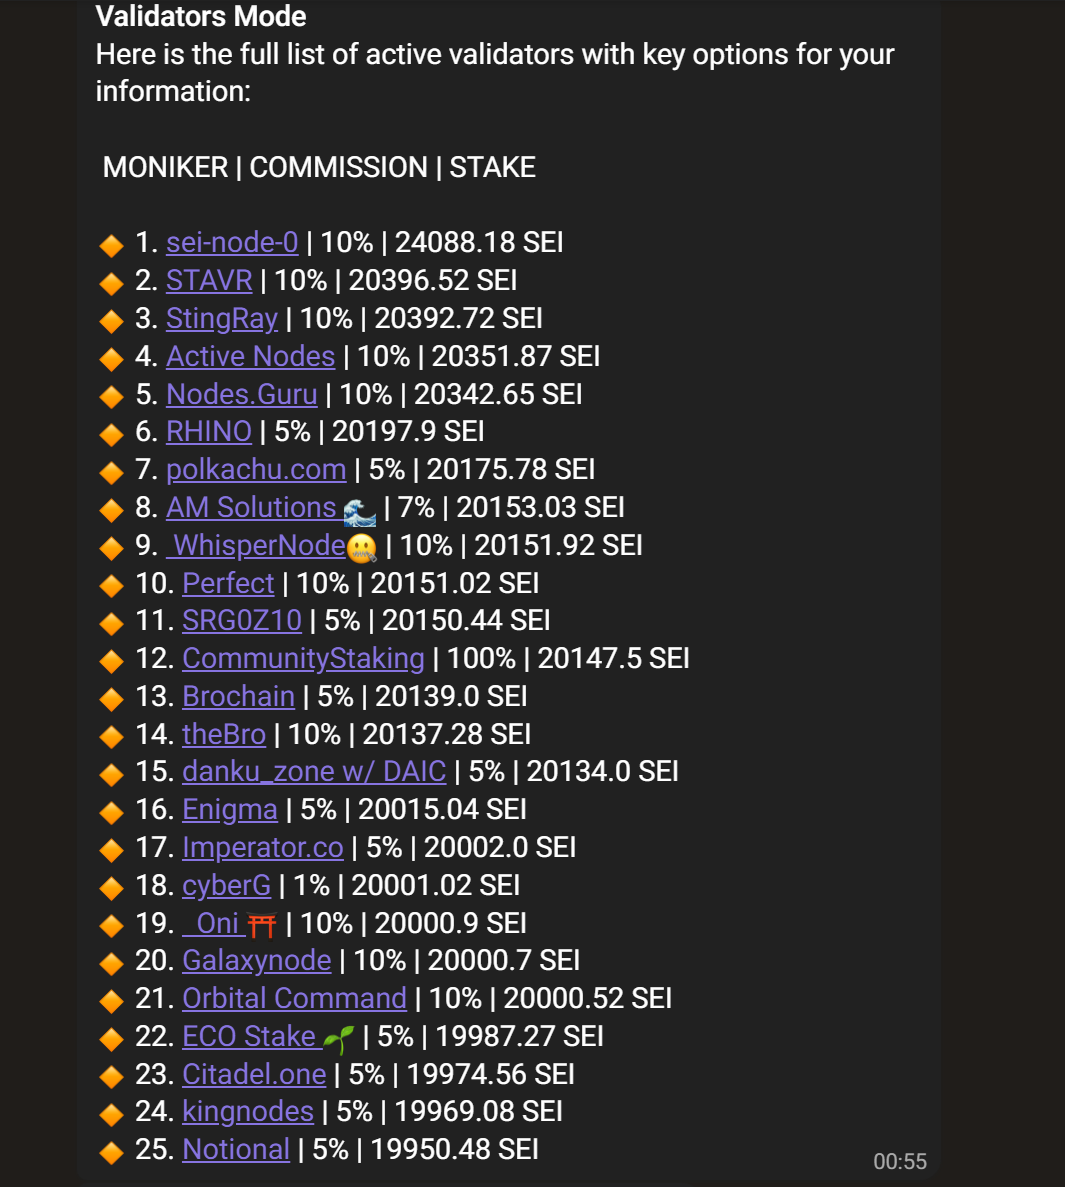 Validators Mode
Here is the full list of active validators with key options for your
information:
MONIKER | COMMISSION | STAKE
🔶 1. sei-node-0 | 10% | 24088.18 SEI
🔶 2. STAVR | 10% | 20396.52 SEI
🔶 3. StingRay | 10% | 20392.72 SEI
🔶 4. Active Nodes | 10% | 20351.87 SEI
🔶 5. Nodes.Guru | 10% | 20342.65 SEI
🔶 6. RHINO | 5% | 20197.9 SEI
🔶 7. polkachu.com | 5% | 20175.78 SEI
🔶 8. AM Solutions 🌊 | 7% | 20153.03 SEI
🔶 9. WhisperNode🤐 | 10% | 20151.92 SEI
🔶 10. Perfect | 10% | 20151.02 SEI
🔶 11. SRG0Z10 | 5% | 20150.44 SEI
🔶 12. CommunityStaking | 100% | 20147.5 SEI
🔶 13. Brochain | 5% | 20139.0 SEI
🔶 14. theBro | 10% | 20137.28 SEI
🔶 15. danku_zone w/ DAIC | 5% | 20134.0 SEI
🔶 16. Enigma | 5% | 20015.04 SEI
🔶 17. Imperator.co | 5% | 20002.0 SEI
🔶 18. cyberG | 1% | 20001.02 SEI
🔶 19. Oni ⛩️ | 10% | 20000.9 SEI
🔶 20. Galaxynode | 10% | 20000.7 SEI
🔶 21. Orbital Command | 10% | 20000.52 SEI
🔶 22. ECO Stake 🌱 | 5% | 19987.27 SEI
🔶 23. Citadel.one | 5% | 19974.56 SEI
🔶 24. kingnodes | 5% | 19969.08 SEI
🔶 25. Notional | 5% | 19950.48 SEI
00:55